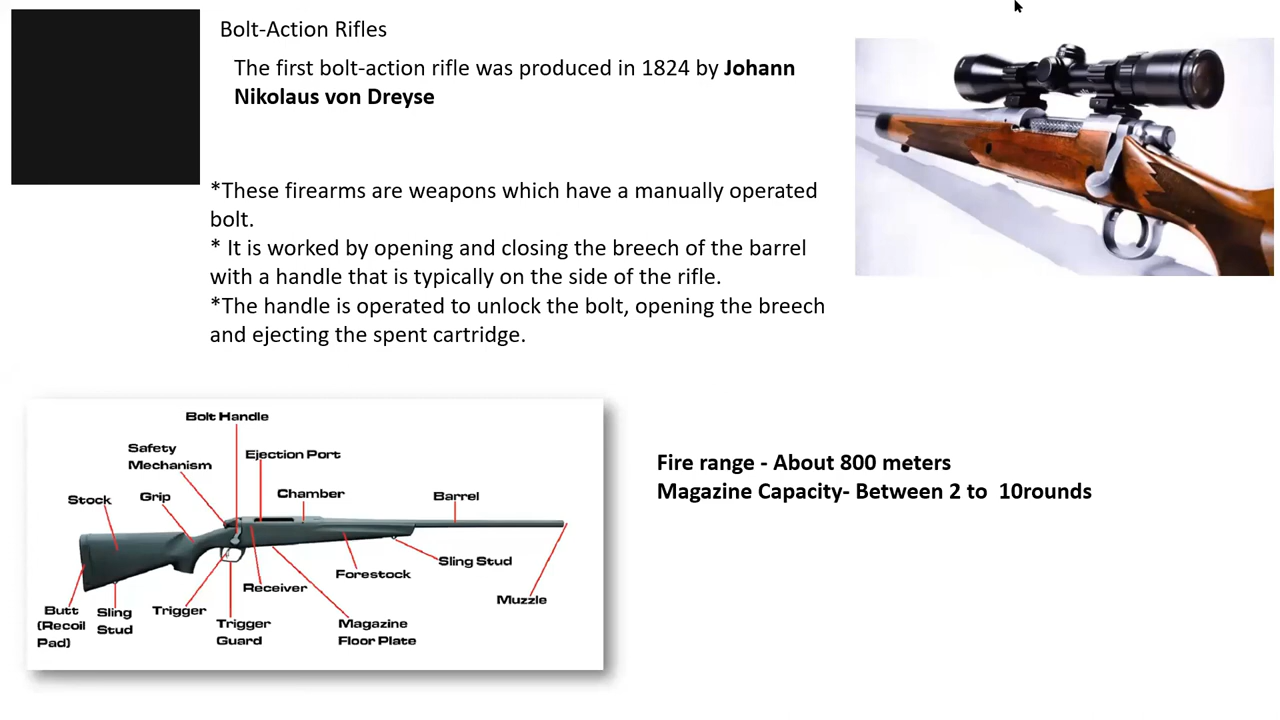 Bolt-Action Rifles
The first bolt-action rifle was produced in 1824 by Johann
Nikolaus von Dreyse
*These firearms are weapons which have a manually operated
bolt.
* It is worked by opening and closing the breech of the barrel
with a handle that is typically on the side of the rifle.
*The handle is operated to unlock the bolt, opening the breech
and ejecting the spent cartridge.
Bolt Handle
Safety
Mechanism
Ejection Port
Stock
Grip
Chamber
Barrel
Sling Stud
Forestock
Receiver
Muzzle
Butt
(Recoil
Pad)
Sling
Stud
Trigger
Trigger
Guard
Magazine
Floor Plate
Fire range - About 800 meters
Magazine Capacity- Between 2 to  10rounds